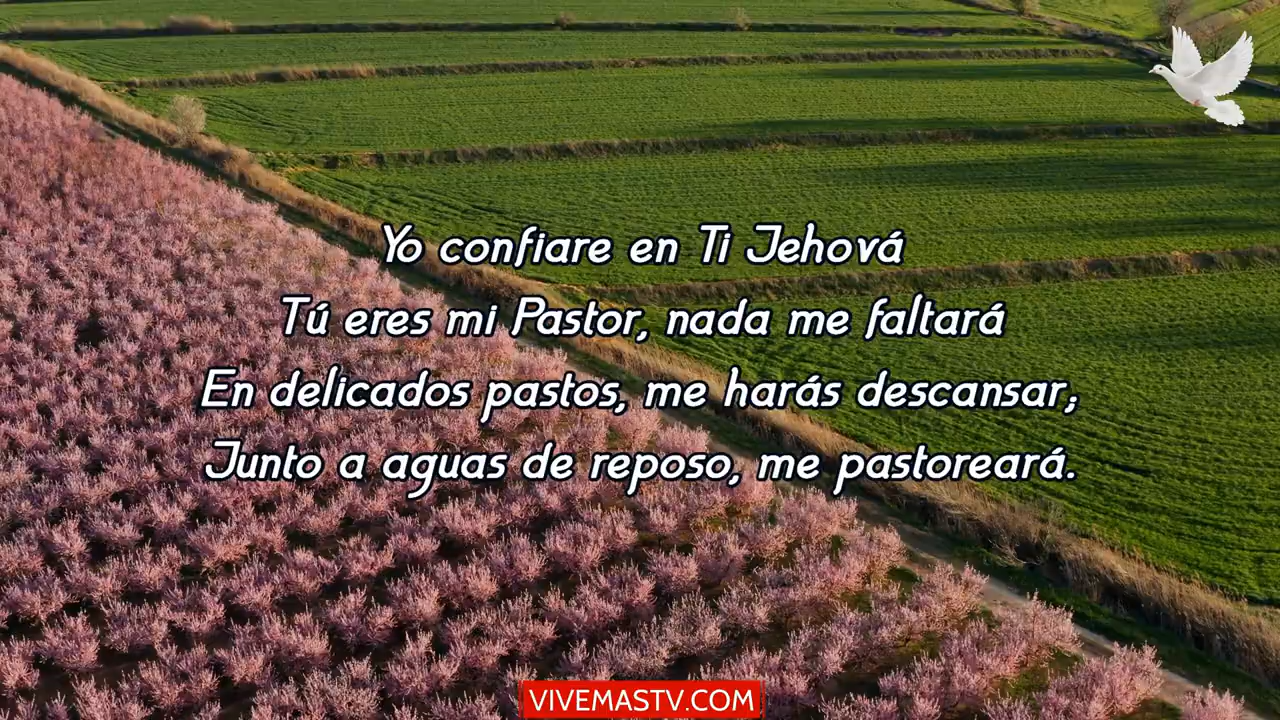 Yo confiare en Ti Jehová
Tú eres mi Pastor, nada me faltará
En delicados pastos, me harás descansar;
Junto a aguas de reposo, me pastoreará.
VIVEMASTV.COM